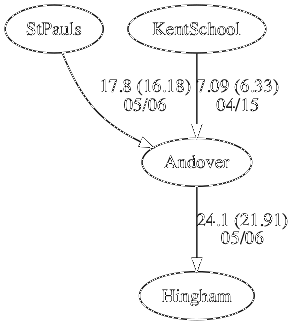 StPauls
KentSchool
17.8 (16.18)
05/06
7.09 (6.33)
04/15
Andover
24.1 (21.91)
05/06
Hingham